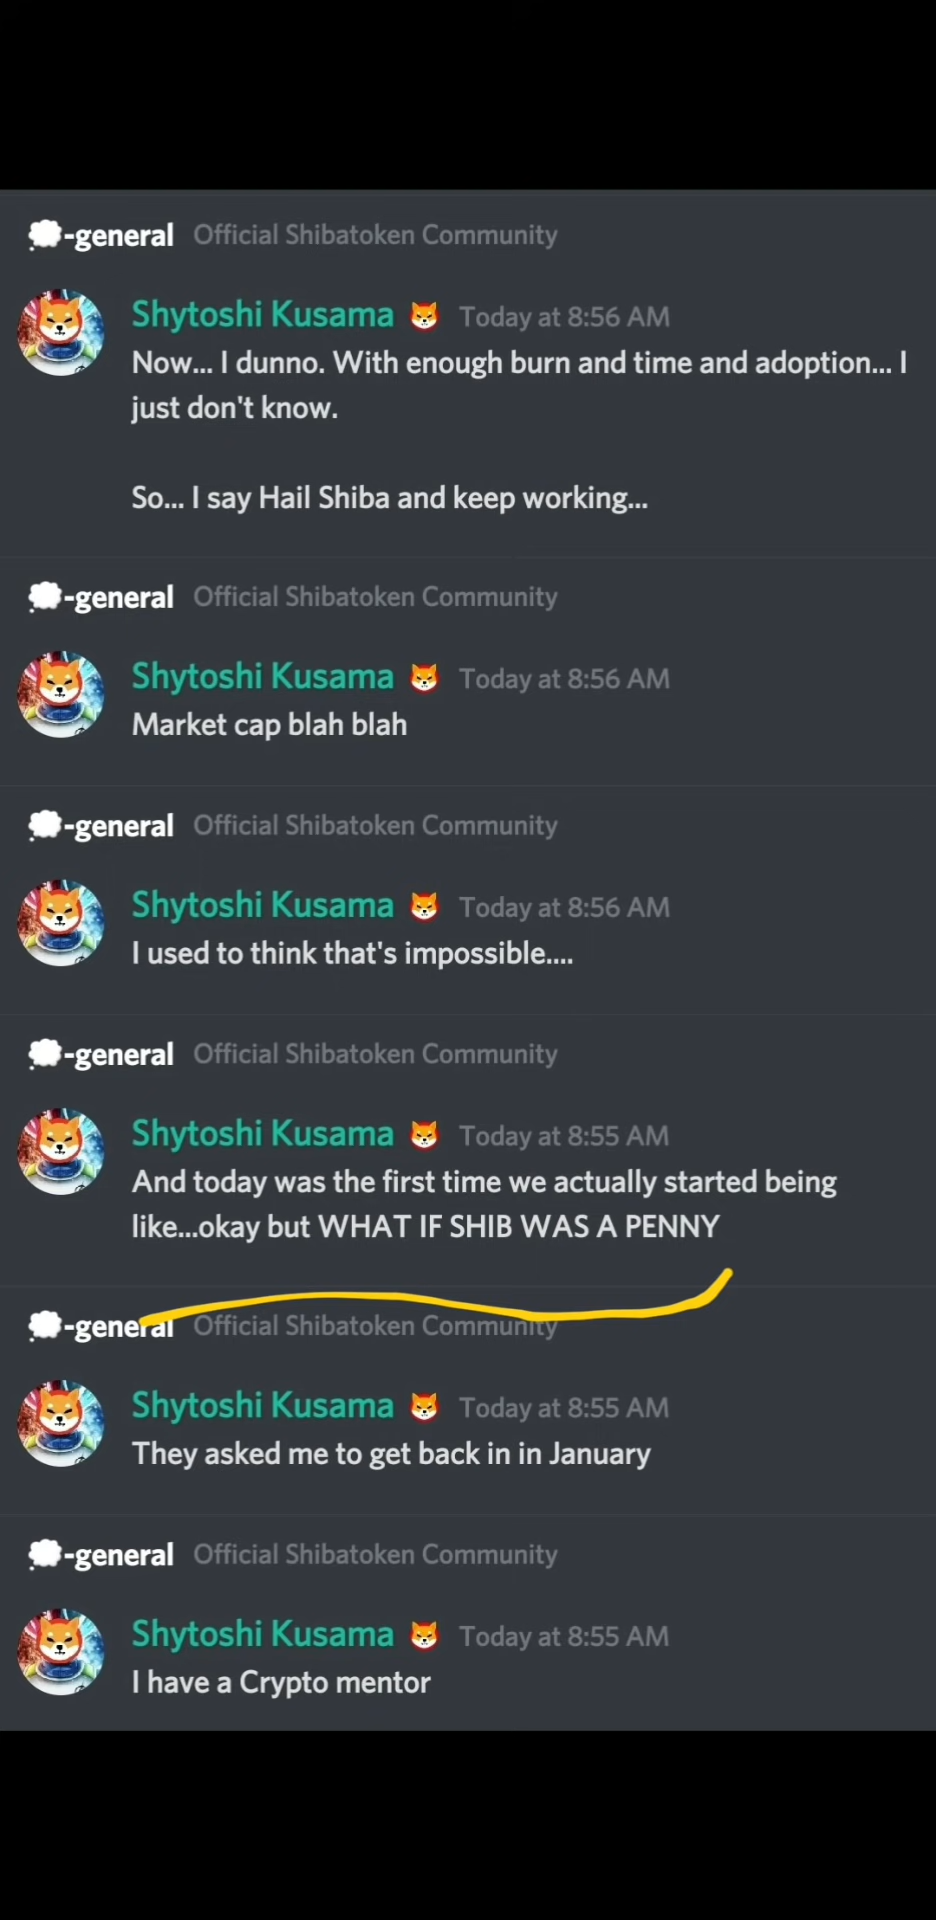 -general Official Shibatoken Community
Shytoshi Kusama Today at 8:56 AM
Now... I dunno. With enough burn and time and adoption... I
just don't know.
So... I say Hail Shiba and keep working...
-general Official Shibatoken Community
Shytoshi Kusama Today at 8:56 AM
Market cap blah blah
-general Official Shibatoken Community
Shytoshi Kusama Today at 8:56 AM
I used to think that's impossible....
-general Official Shibatoken Community
Shytoshi Kusama Today at 8:55 AM
And today was the first time we actually started being
like...okay but WHAT IF SHIB WAS A PENNY
-general Official Shibatoken Community
Shytoshi Kusama Today at 8:55 AM
They asked me to get back in in January
-general Official Shibatoken Community
Shytoshi Kusama Today at 8:55 AM
I have a Crypto mentor